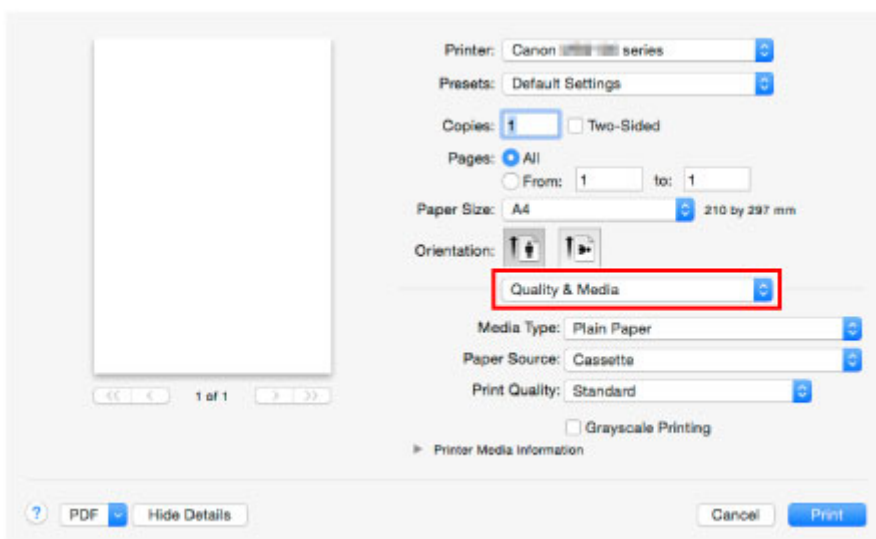 Printer: Canon series
Presets: Default Settings
Copies: 1 Two-Sided
Pages: All
From: 1 to: 1
Paper Size: A4 210 by 297 mm
Orientation:
Quality & Media
Media Type: Plain Paper
Paper Source: Cassette
Print Quality: Standard
Grayscale Printing
Printer Media Information
1 of 1
? PDF Hide Details Cancel Print